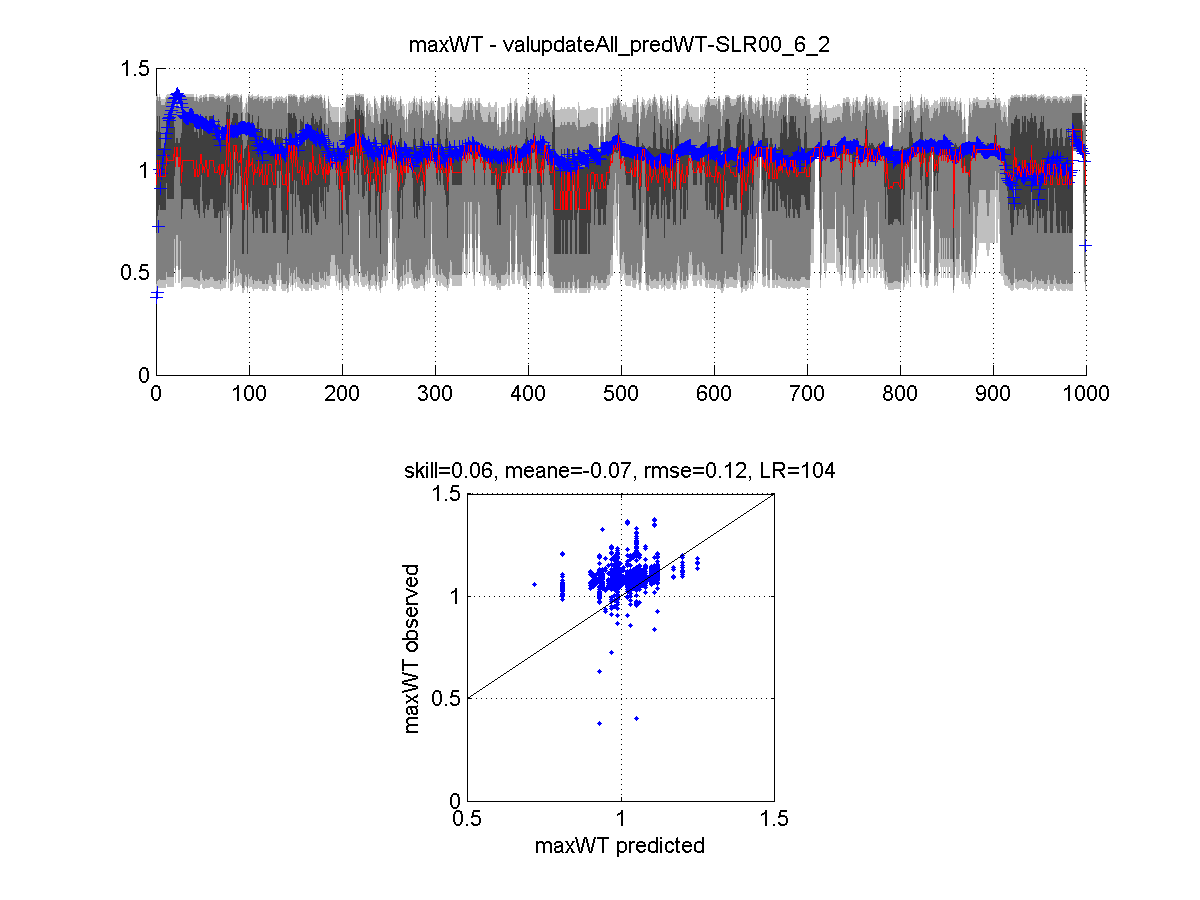 maxWT - valupdateAll_predWT-SLR00_6_2
1.5
1
0.5
0
0 100 200 300 400 500 600 700 800 900 1000
skill=0.06, meane=-0.07, rmse=0.12, LR=104
1.5
1
0.5
0
maxWT observed
0.5 1 1.5
maxWT predicted